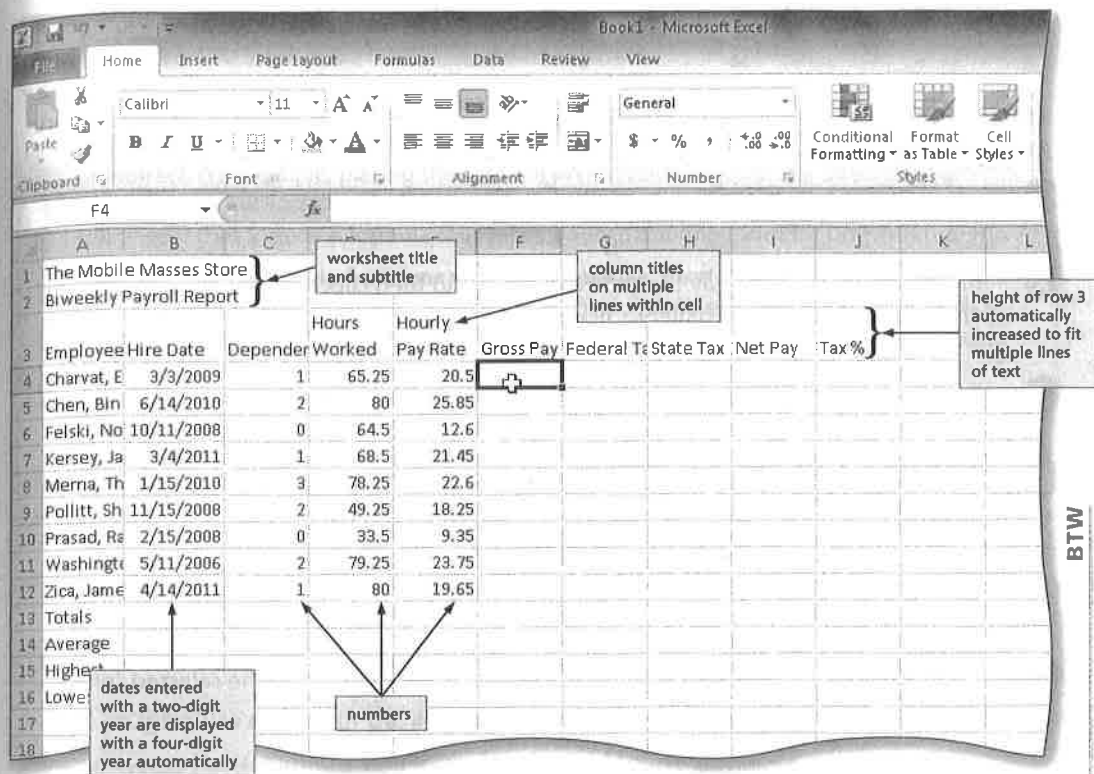 Book1 - Microsoft Excel
File Home Insert Page Layout Formulas Data Review View
Calibri 11 A A General
Paste B I U A $ % , .0 .00 Conditional Formatting Format as Table Cell Styles
Clipboard Font Alignment Number Styles
F4 fx
A B C D E F G H I J K L
1 The Mobile Masses Store
2 Biweekly Payroll Report
worksheet title
and subtitle
column titles
on multiple
lines within cell
height of row 3
automatically
increased to fit
multiple lines
of text
Hours Hourly
3 Employee Hire Date Depender Worked Pay Rate Gross Pay Federal Ta State Tax Net Pay Tax %
4 Charvat, E 3/3/2009 1 65.25 20.5
5 Chen, Bin 6/14/2010 2 80 25.85
6 Felski, No 10/11/2008 0 64.5 12.6
7 Kersey, Ja 3/4/2011 1 68.5 21.45
8 Merna, Th 1/15/2010 3 78.25 22.6
9 Pollitt, Sh 11/15/2008 2 49.25 18.25
10 Prasad, Ra 2/15/2008 0 33.5 9.35
11 Washingt 5/11/2006 2 79.25 23.75
12 Zica, Jame 4/14/2011 1 80 19.65
13 Totals
14 Average
15 Highest
16 Lowe
17
18
dates entered
with a two-digit
year are displayed
with a four-digit
year automatically
numbers
BTW